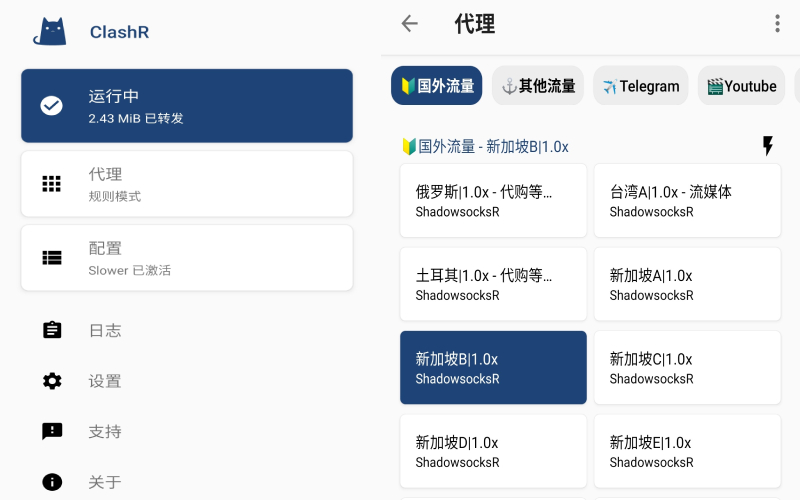 ClashR
运行中
2.43 MiB 已转发
代理
规则模式
配置
Slower 已激活
日志
设置
支持
关于
代理
国外流量
其他流量
Telegram
Youtube
国外流量 - 新加坡B|1.0x
俄罗斯|1.0x - 代购等...
ShadowsocksR
台湾A|1.0x - 流媒体
ShadowsocksR
土耳其|1.0x - 代购等...
ShadowsocksR
新加坡A|1.0x
ShadowsocksR
新加坡B|1.0x
ShadowsocksR
新加坡C|1.0x
ShadowsocksR
新加坡D|1.0x
ShadowsocksR
新加坡E|1.0x
ShadowsocksR